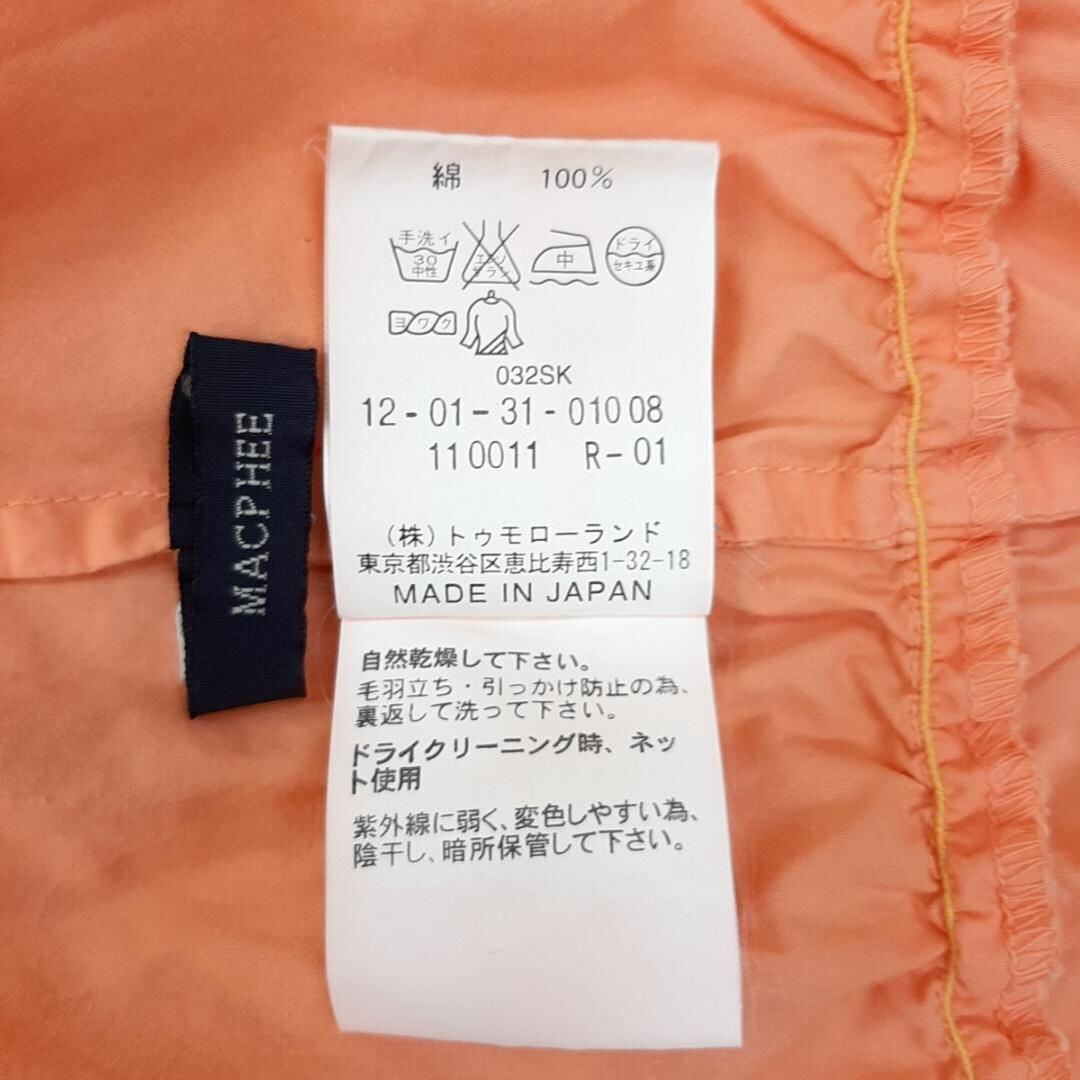 綿 100%
手洗イ
30
中性
エンソ
サラシ
中
ドライ
セキユ系
ヨワク
032SK
12-01-31-01008
110011 R-01
(株)トゥモローランド
東京都渋谷区恵比寿西1-32-18
MADE IN JAPAN
自然乾燥して下さい。
毛羽立ち・引っかけ防止の為、
裏返して洗って下さい。
ドライクリーニング時、ネッ
ト使用
紫外線に弱く、変色しやすい為、
陰干し、暗所保管して下さい。
MACPHEE